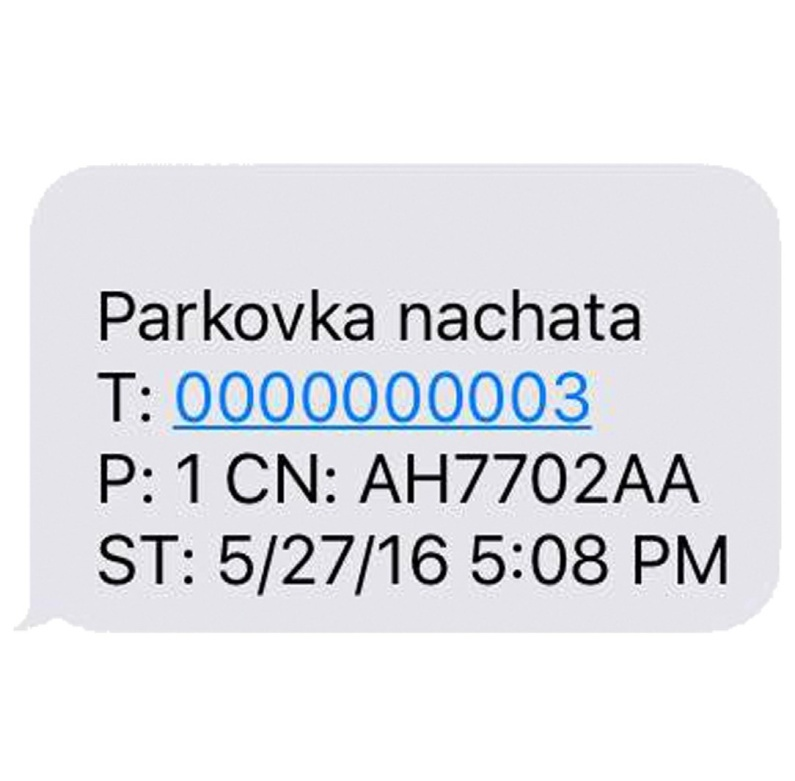 Parkovka nachata
T: 0000000003
P: 1 CN: AH7702AA
ST: 5/27/16 5:08 PM